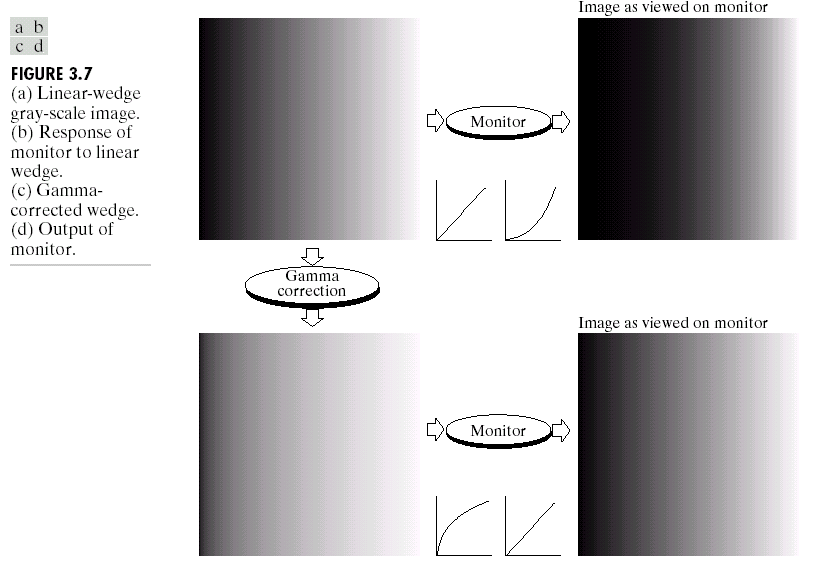 a b
c d
FIGURE 3.7
(a) Linear-wedge
gray-scale image.
(b) Response of
monitor to linear
wedge.
(c) Gamma-
corrected wedge.
(d) Output of
monitor.
Image as viewed on monitor
Monitor
Gamma
correction
Image as viewed on monitor
Monitor